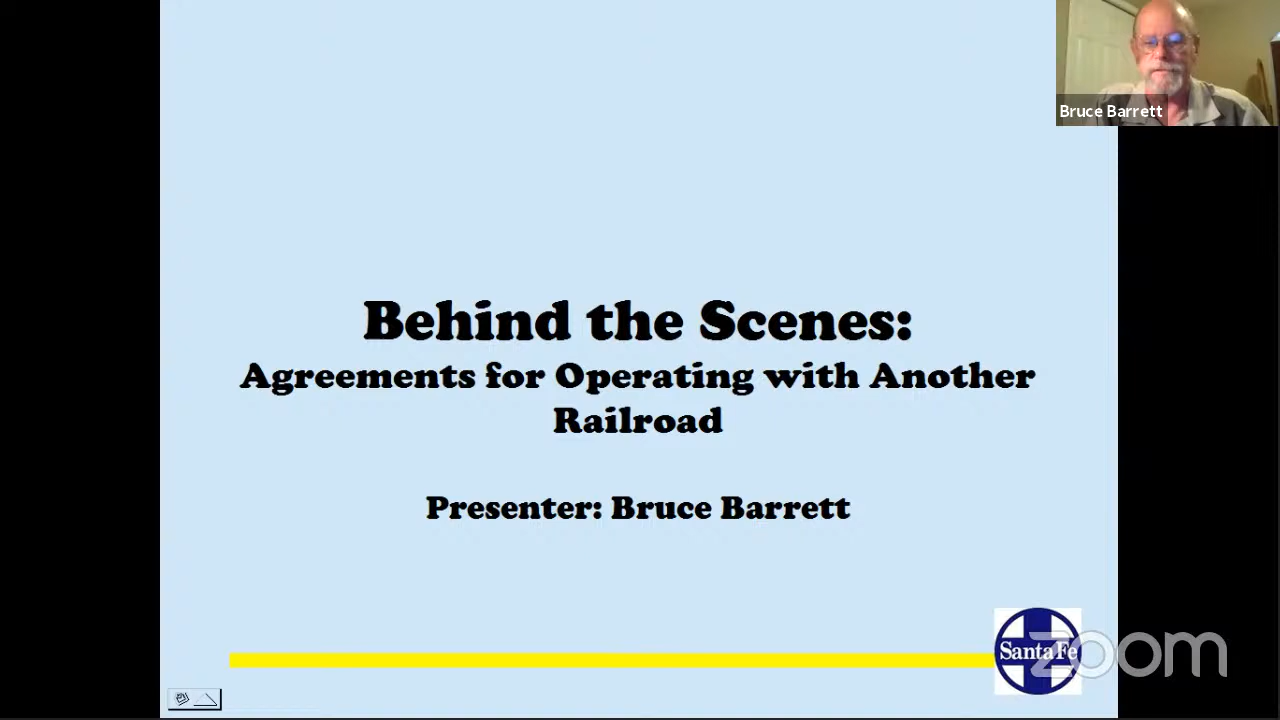 Bruce Barrett
Behind the Scenes:
Agreements for Operating with Another
Railroad
Presenter: Bruce Barrett
Santa Fe
zoom